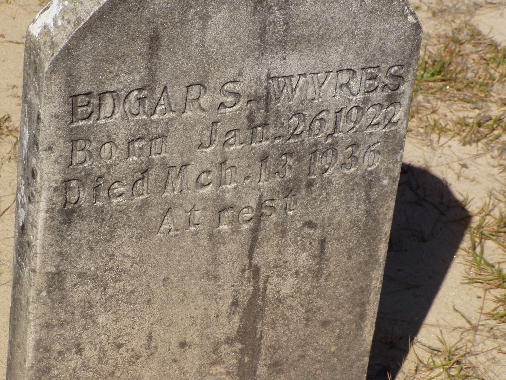 EDGAR S. WYRES
Born Jan. 26 1922
Died Mch. 13 1936
At rest